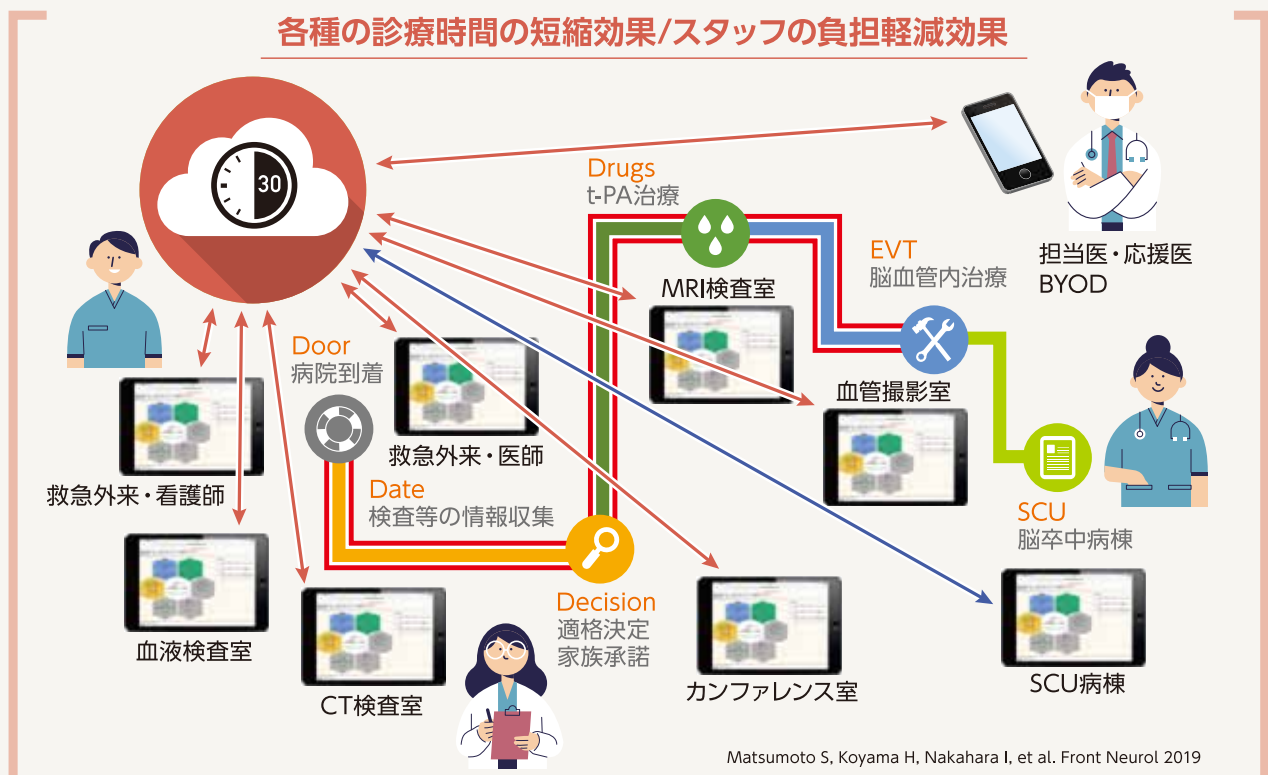 各種の診療時間の短縮効果/スタッフの負担軽減効果
30
Drugs
t-PA治療
MRI検査室
EVT
脳血管内治療
担当医・応援医
BYOD
Door
病院到着
血管撮影室
救急外来・医師
救急外来・看護師
Date
検査等の情報収集
SCU
脳卒中病棟
Decision
適格決定
家族承諾
血液検査室
CT検査室
カンファレンス室
SCU病棟
Matsumoto S, Koyama H, Nakahara I, et al. Front Neurol 2019